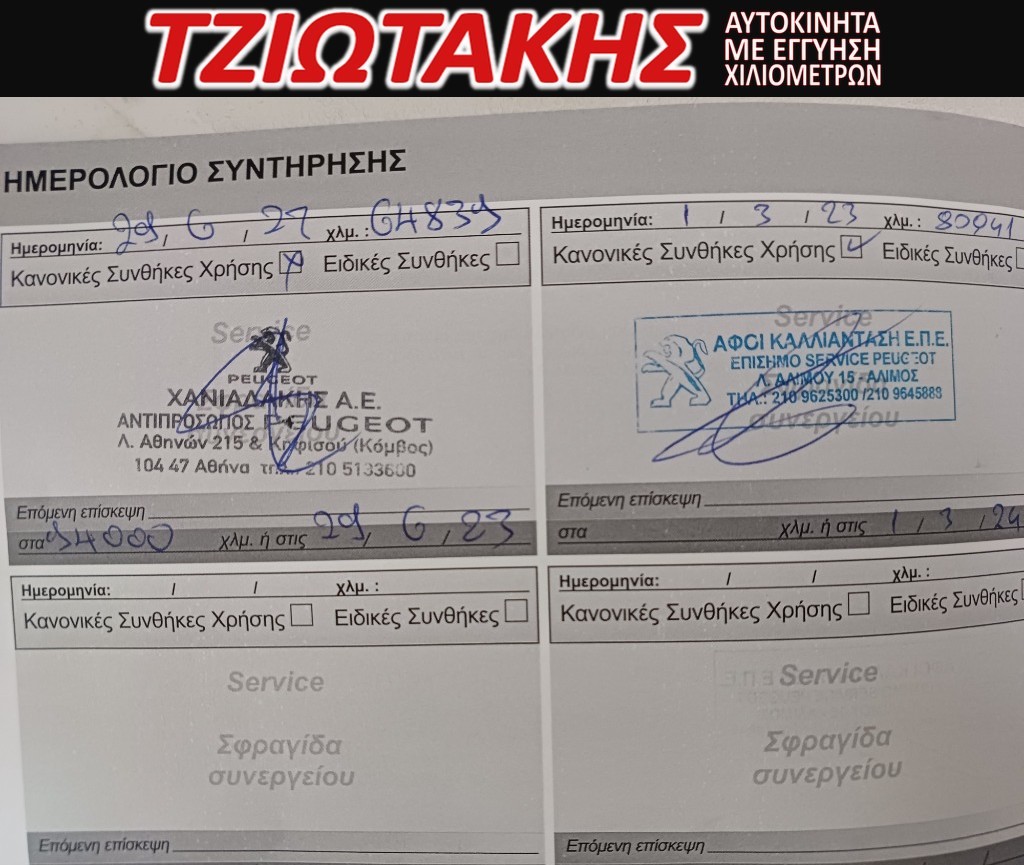 ΤΖΙΩΤΑΚΗΣ
ΑΥΤΟΚΙΝΗΤΑ
ΜΕ ΕΓΓΥΗΣΗ
ΧΙΛΙΟΜΕΤΡΩΝ
ΗΜΕΡΟΛΟΓΙΟ ΣΥΝΤΗΡΗΣΗΣ
Ημερομηνία: 29 / 6 / χλμ. : 64839
Κανονικές Συνθήκες Χρήσης Ειδικές Συνθήκες
Service
PEUGEOT
ΧΑΝΙΑΔΑΚΗΣ Α.Ε.
ΑΝΤΙΠΡΟΣΩΠΟΣ PEUGEOT
Λ. Αθηνών 215 & Κηφισού (Κόμβος)
104 47 Αθήνα τηλ. 210 5133600
συνεργείου
Επόμενη επίσκεψη
στα 94000 χλμ. ή στις 29, 6, 23
Ημερομηνία: 1 / 3 / 23 χλμ. : 80941
Κανονικές Συνθήκες Χρήσης Ειδικές Συνθήκες
Service
ΑΦΟΙ ΚΑΛΛΙΑΝΤΑΣΗ Ε.Π.Ε.
ΕΠΙΣΗΜΟ SERVICE PEUGEOT
Λ. ΑΛΙΜΟΥ 15 - ΑΛΙΜΟΣ
ΤΗΛ.: 210 9625300 /210 9645883
συνεργείου
Επόμενη επίσκεψη
στα χλμ. ή στις 1 / 3 / 24
Ημερομηνία: / / χλμ. :
Κανονικές Συνθήκες Χρήσης Ειδικές Συνθήκες
Service
Σφραγίδα
συνεργείου
Επόμενη επίσκεψη
Ημερομηνία: / / χλμ. :
Κανονικές Συνθήκες Χρήσης Ειδικές Συνθήκες
Service
Σφραγίδα
συνεργείου
Επόμενη επίσκεψη